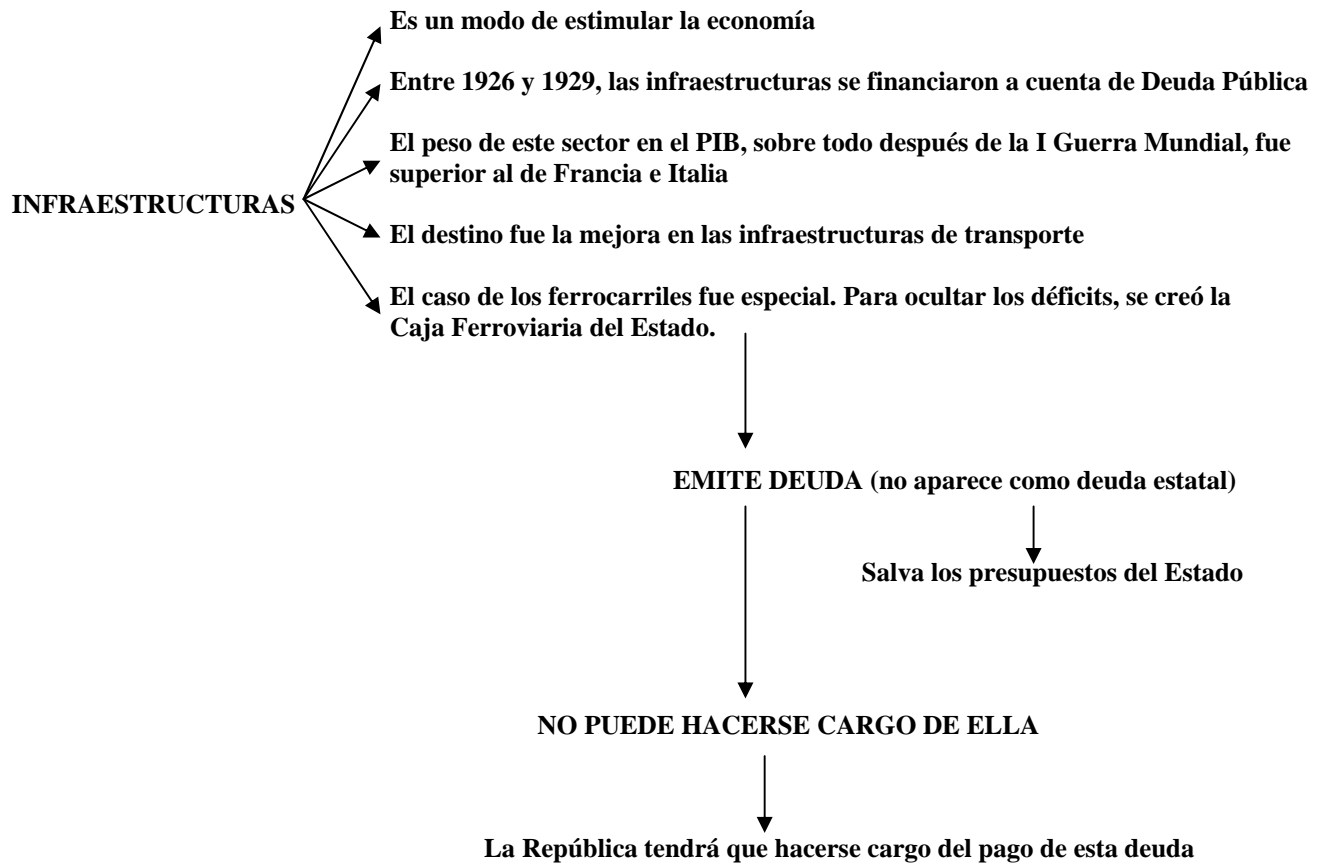 Es un modo de estimular la economía
Entre 1926 y 1929, las infraestructuras se financiaron a cuenta de Deuda Pública
El peso de este sector en el PIB, sobre todo después de la I Guerra Mundial, fue
superior al de Francia e Italia
INFRAESTRUCTURAS
El destino fue la mejora en las infraestructuras de transporte
El caso de los ferrocarriles fue especial. Para ocultar los déficits, se creó la
Caja Ferroviaria del Estado.
EMITE DEUDA (no aparece como deuda estatal)
Salva los presupuestos del Estado
NO PUEDE HACERSE CARGO DE ELLA
La República tendrá que hacerse cargo del pago de esta deuda